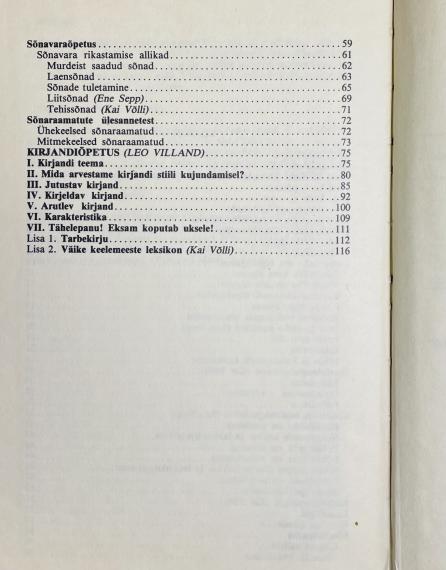 Sõnavaraõpetus 59
Sõnavara rikastamise allikad 61
Murdeist saadud sõnad 62
Laensõnad 63
Sõnade tuletamine 65
Liitsõnad (Ene Sepp) 69
Tehissõnad (Kai Völli) 71
Sõnaraamatute ülesannetest 72
Ühekeelsed sõnaraamatud 72
Mitmekeelsed sõnaraamatud 73
KIRJANDIÕPETUS (LEO VILLAND) 75
I. Kirjandi teema 75
II. Mida arvestame kirjandi stiili kujundamisel? 80
III. Jutustav kirjand 85
IV. Kirjeldav kirjand 92
V. Arutlev kirjand 100
VI. Karakteristika 109
VII. Tähelepanu! Eksam koputab uksele! 111
Lisa 1. Tarbekirju 112
Lisa 2. Väike keelemeeste leksikon (Kai Völli) 116